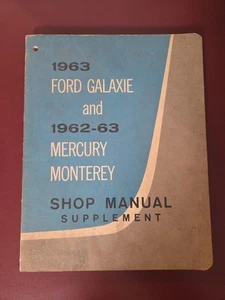 1963
FORD GALAXIE
and
1962-63
MERCURY
MONTEREY
SHOP MANUAL
SUPPLEMENT